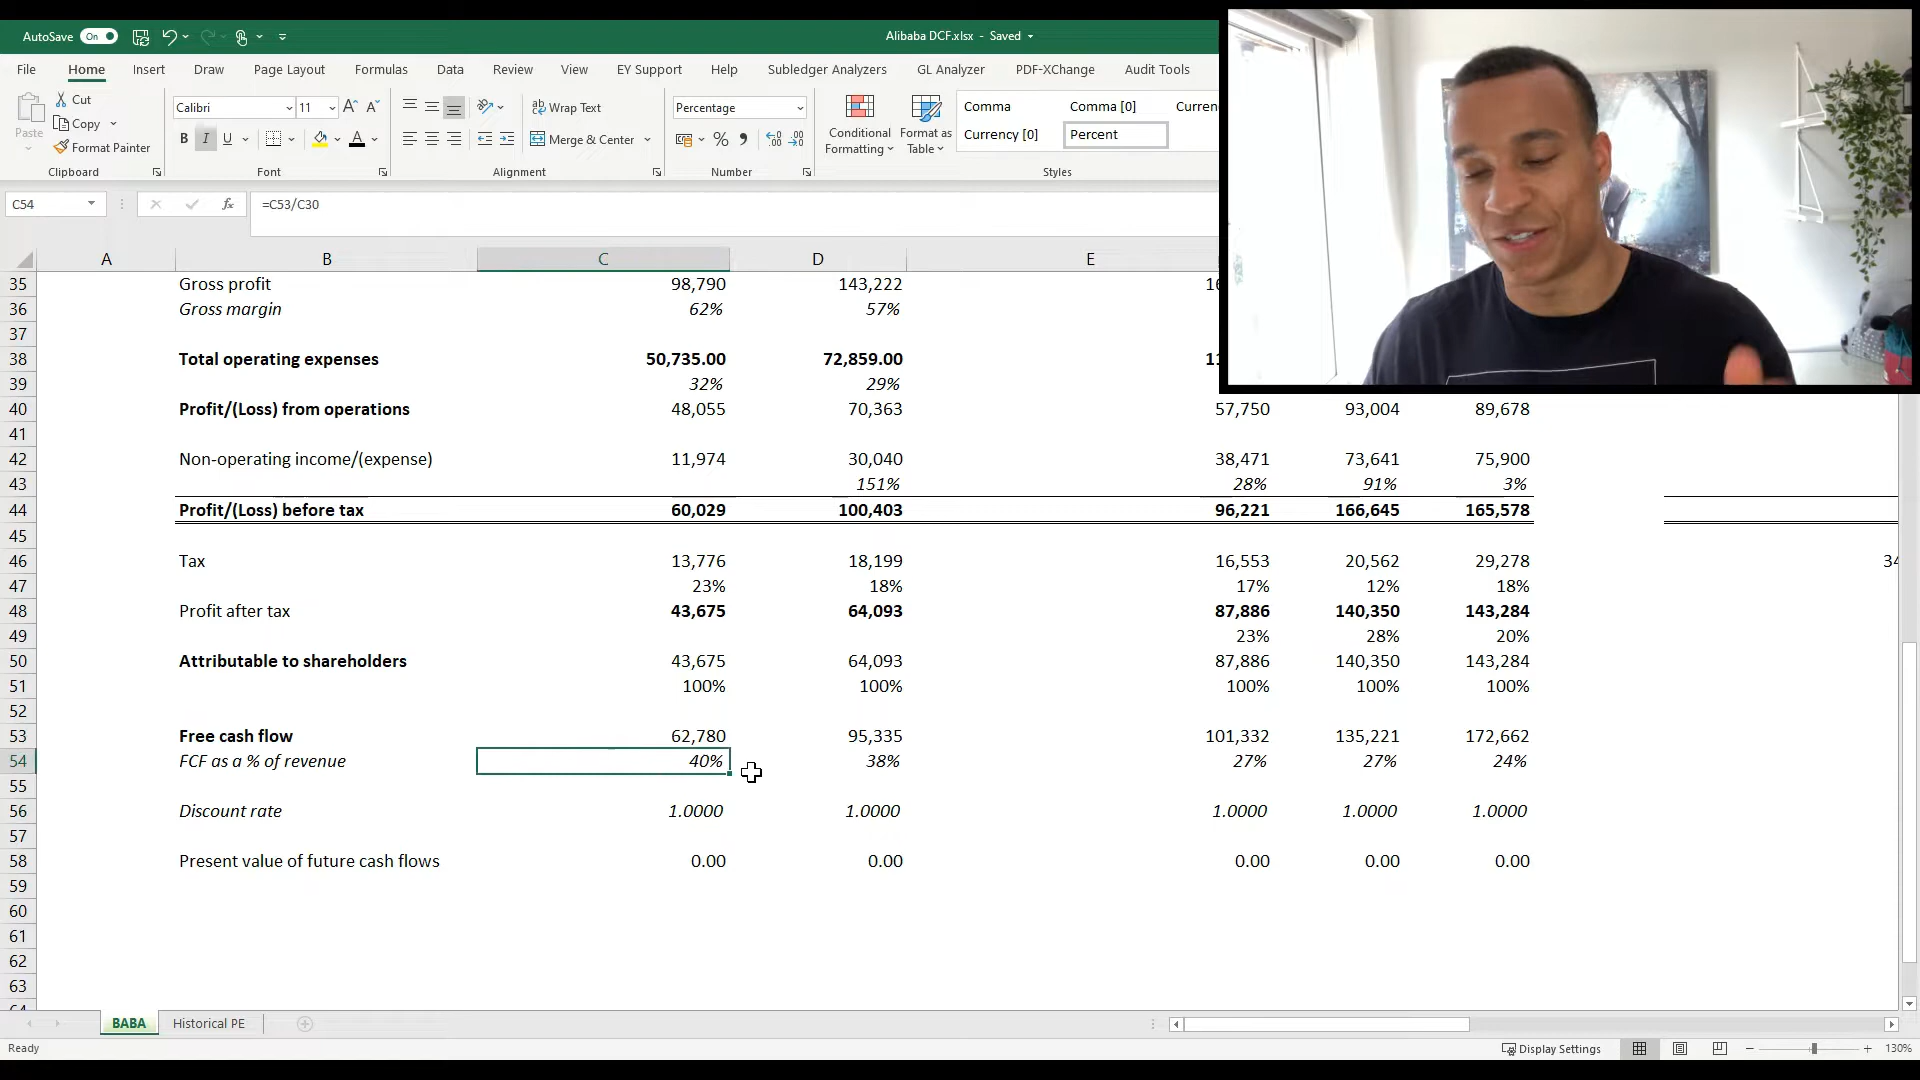 AutoSave On Alibaba DCF.xlsx - Saved
File Home Insert Draw Page Layout Formulas Data Review View EY Support Help Subledger Analyzers GL Analyzer PDF-XChange Audit Tools
Paste Cut Copy Format Painter
Calibri 11
B I U
Wrap Text
Merge & Center
Percentage
%
Conditional Formatting
Format as Table
Comma Comma [0]
Currency [0] Percent
Clipboard Font Alignment Number Styles
C54 fx =C53/C30
A B C D E
35 Gross profit 98,790 143,222
36 Gross margin 62% 57%
37
38 Total operating expenses 50,735.00 72,859.00
39 32% 29%
40 Profit/(Loss) from operations 48,055 70,363 57,750 93,004 89,678
41
42 Non-operating income/(expense) 11,974 30,040 38,471 73,641 75,900
43 151% 28% 91% 3%
44 Profit/(Loss) before tax 60,029 100,403 96,221 166,645 165,578
45
46 Tax 13,776 18,199 16,553 20,562 29,278
47 23% 18% 17% 12% 18%
48 Profit after tax 43,675 64,093 87,886 140,350 143,284
49 23% 28% 20%
50 Attributable to shareholders 43,675 64,093 87,886 140,350 143,284
51 100% 100% 100% 100% 100%
52
53 Free cash flow 62,780 95,335 101,332 135,221 172,662
54 FCF as a % of revenue 40% 38% 27% 27% 24%
55
56 Discount rate 1.0000 1.0000 1.0000 1.0000 1.0000
57
58 Present value of future cash flows 0.00 0.00 0.00 0.00 0.00
59
60
61
62
63
BABA Historical PE
Ready Display Settings 130%